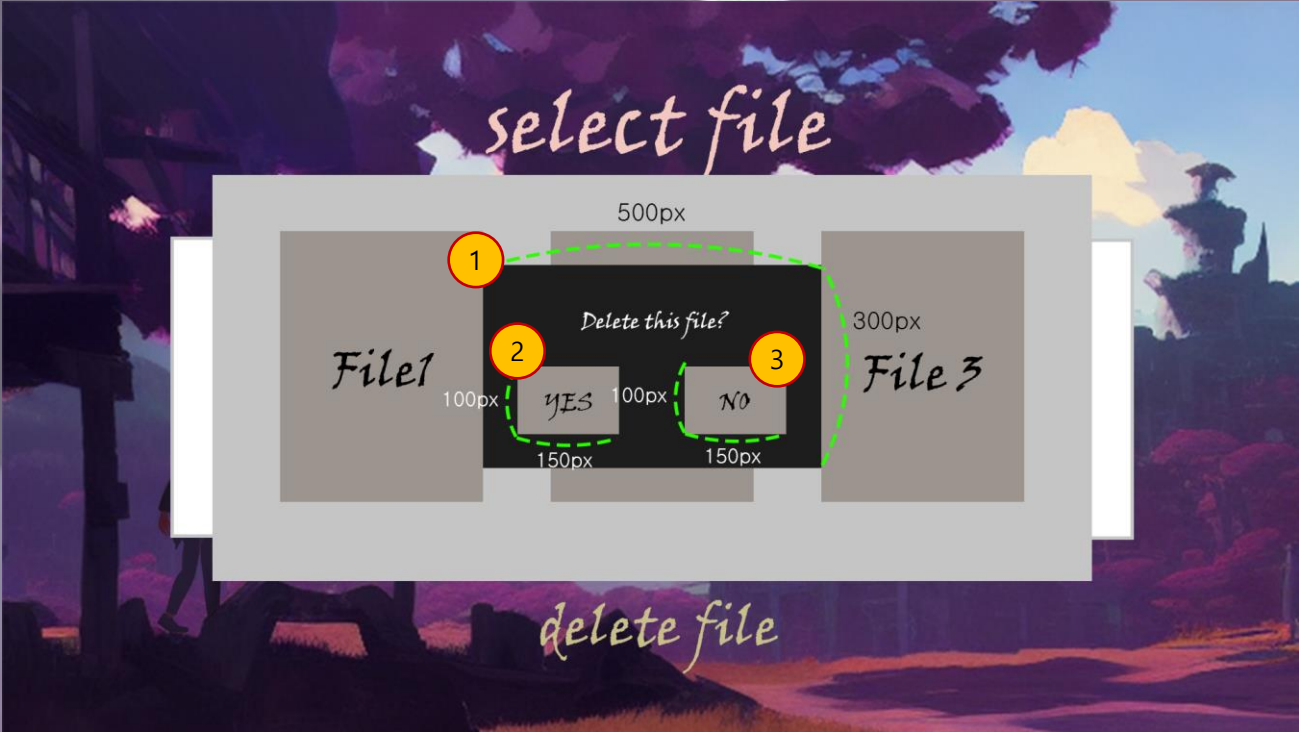 select file
500px
1
Delete this file?
300px
2
3
File1
File 3
100px
YES
100px
NO
150px
150px
delete file